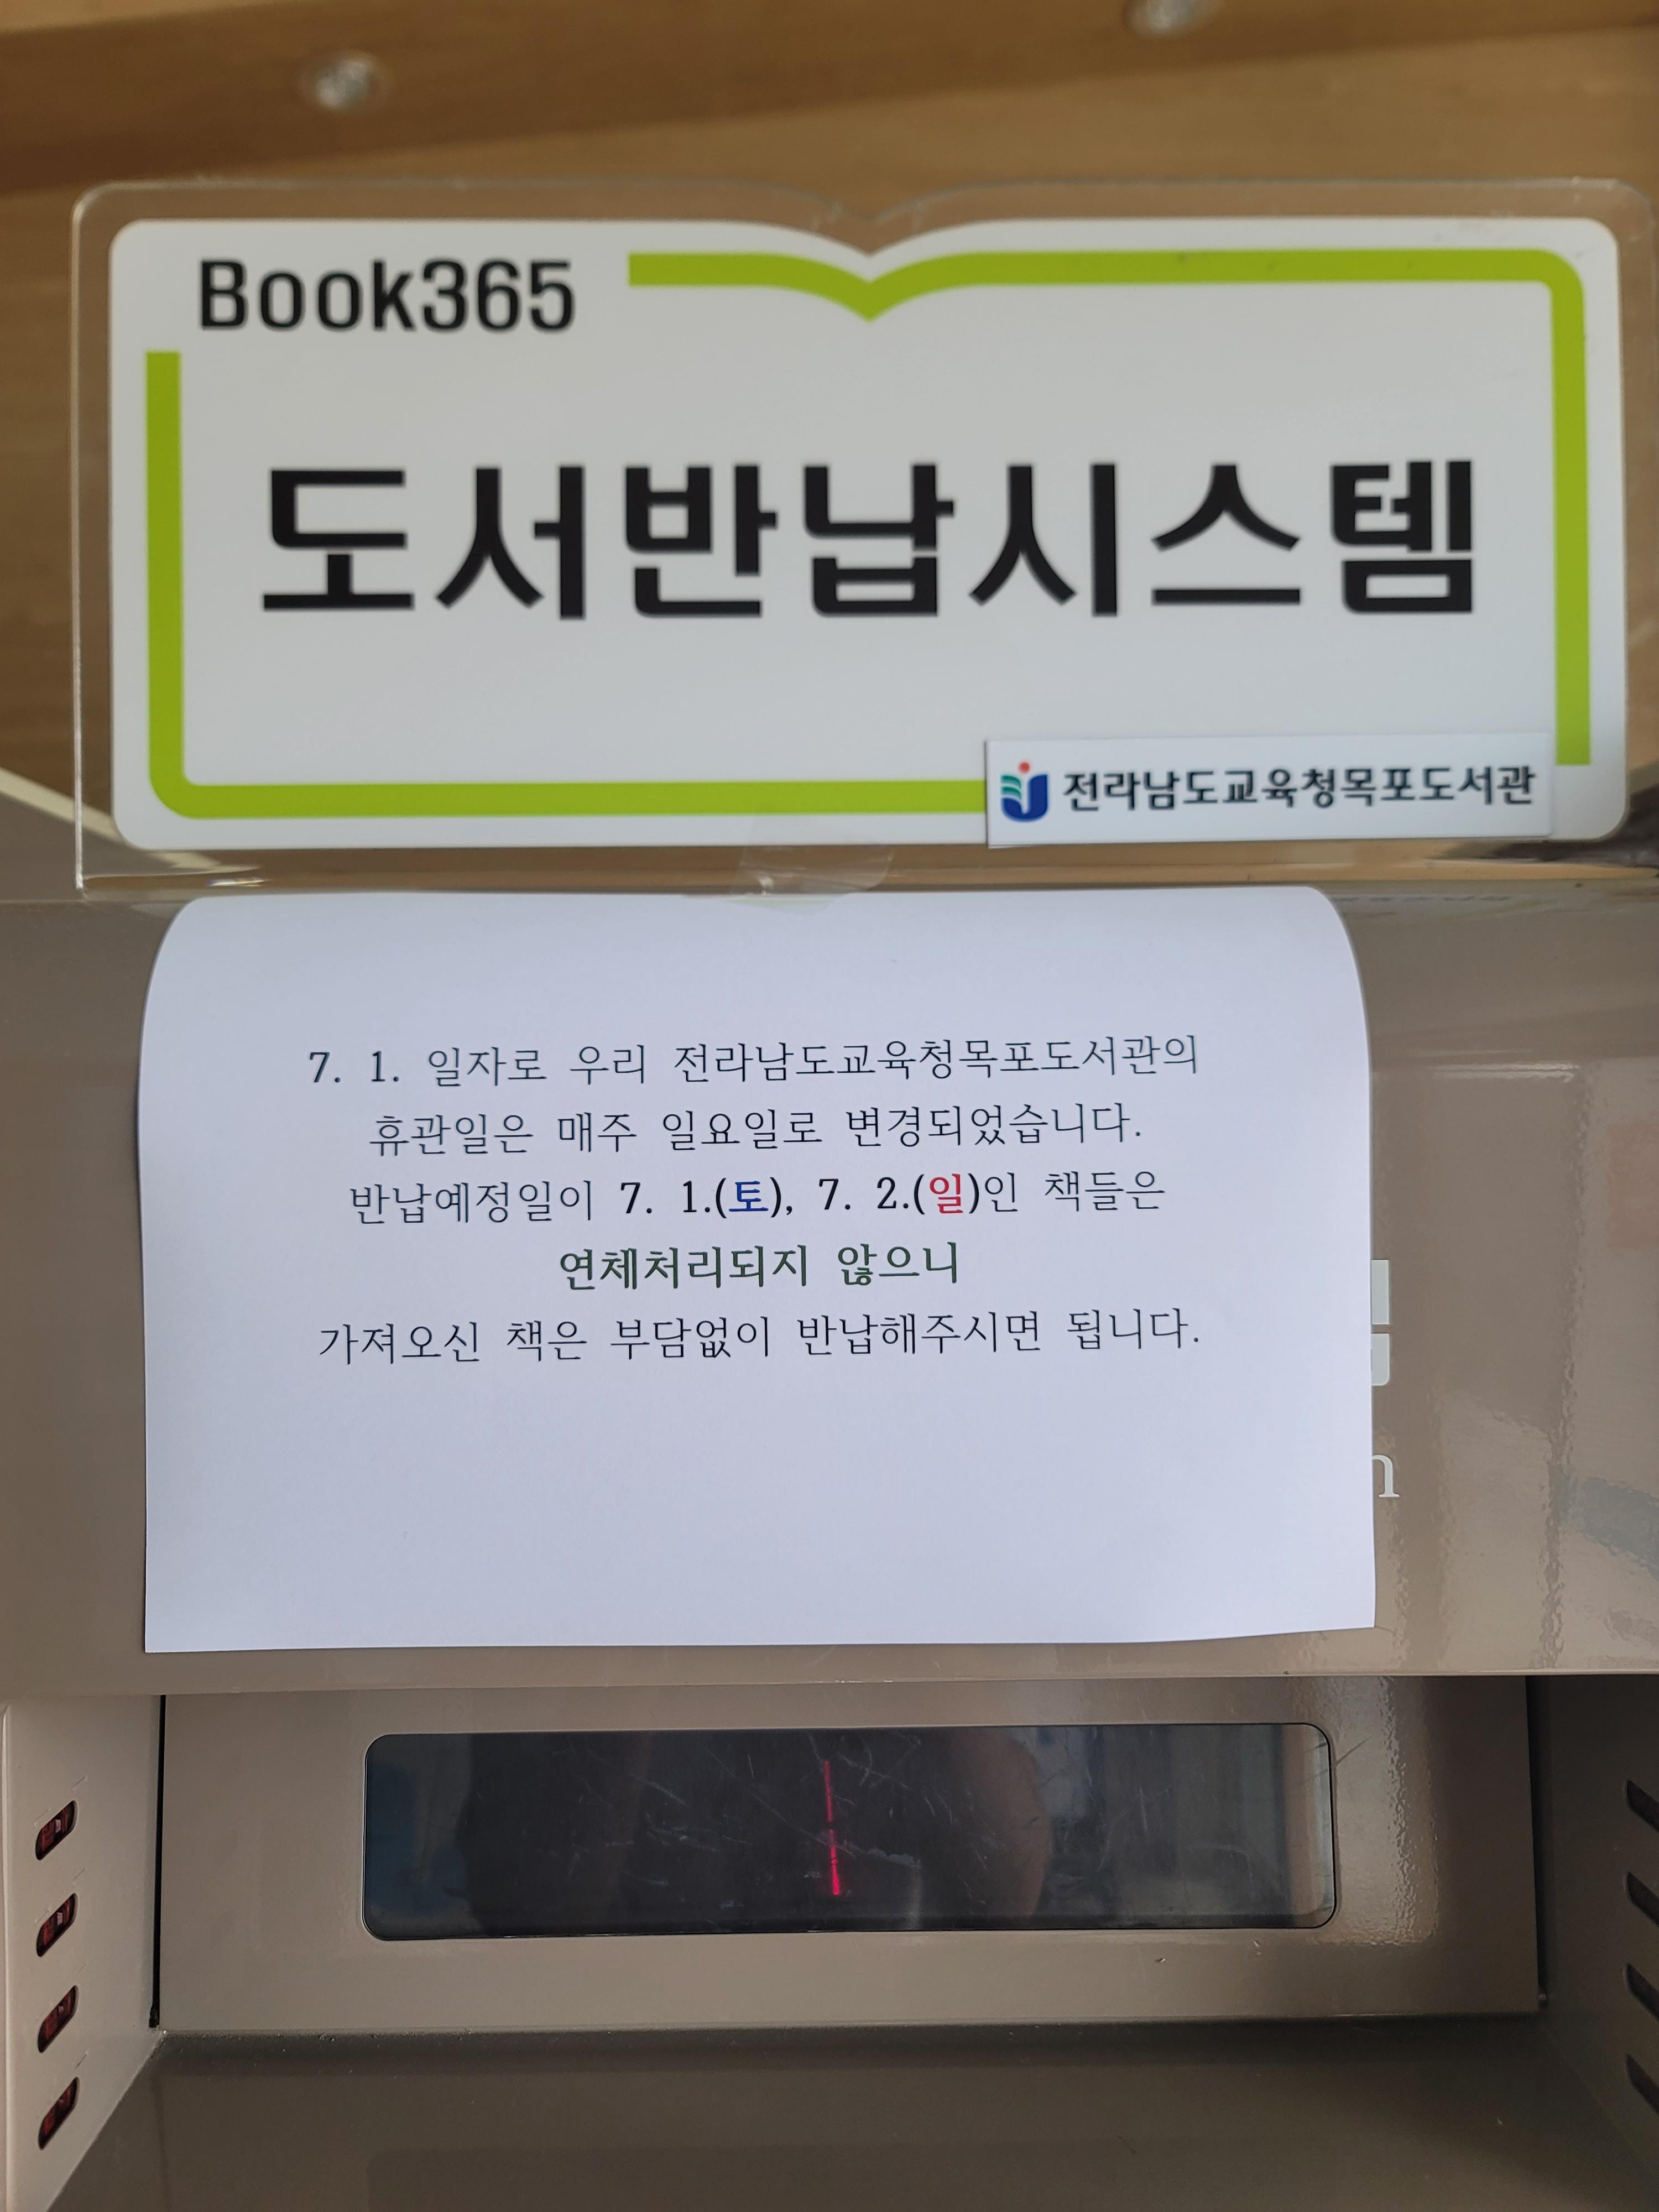 Book365
도서반납시스템
전라남도교육청목포도서관
7. 1. 일자로 우리 전라남도교육청목포도서관의
휴관일은 매주 일요일로 변경되었습니다.
반납예정일이 7. 1.(토), 7. 2.(일)인 책들은
연체처리되지 않으니
가져오신 책은 부담없이 반납해주시면 됩니다.